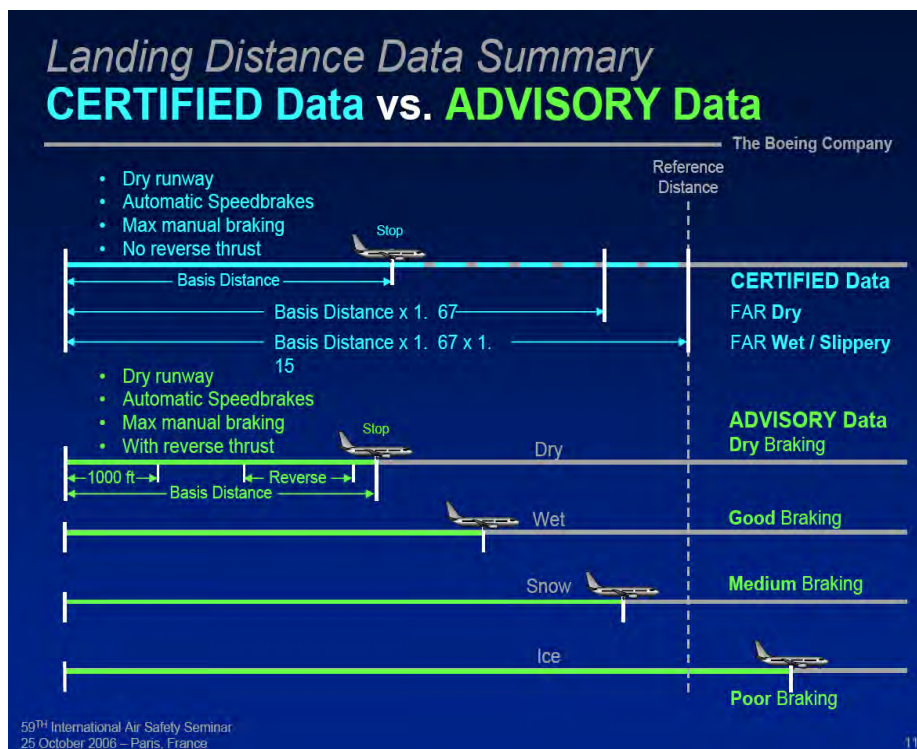 Landing Distance Data Summary
CERTIFIED Data vs. ADVISORY Data
The Boeing Company
Reference
Distance
• Dry runway
• Automatic Speedbrakes
• Max manual braking
• No reverse thrust
Stop
Basis Distance
CERTIFIED Data
Basis Distance x 1. 67
FAR Dry
Basis Distance x 1. 67 x 1.
15
FAR Wet / Slippery
• Dry runway
• Automatic Speedbrakes
• Max manual braking
• With reverse thrust
Stop
ADVISORY Data
Dry
Dry Braking
1000 ft
Reverse
Basis Distance
Wet
Good Braking
Snow
Medium Braking
Ice
Poor Braking
59TH International Air Safety Seminar
25 October 2006 – Paris, France
11